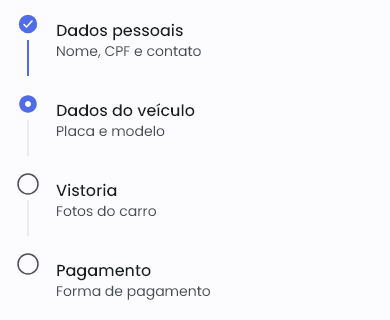 Dados pessoais
Nome, CPF e contato
Dados do veículo
Placa e modelo
Vistoria
Fotos do carro
Pagamento
Forma de pagamento